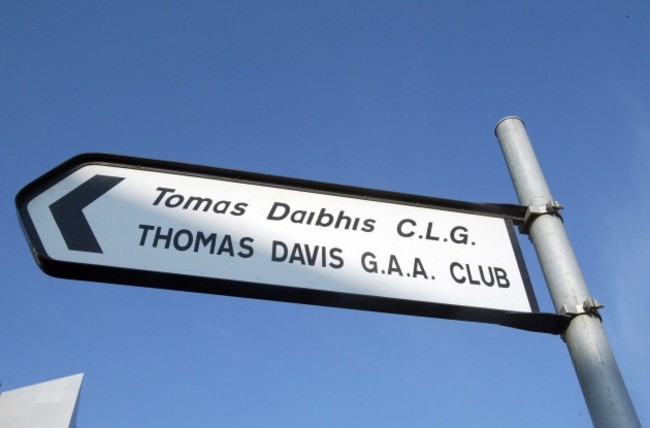 Tomas Daıbhıs C.L.G.
THOMAS DAVIS G.A.A. CLUB